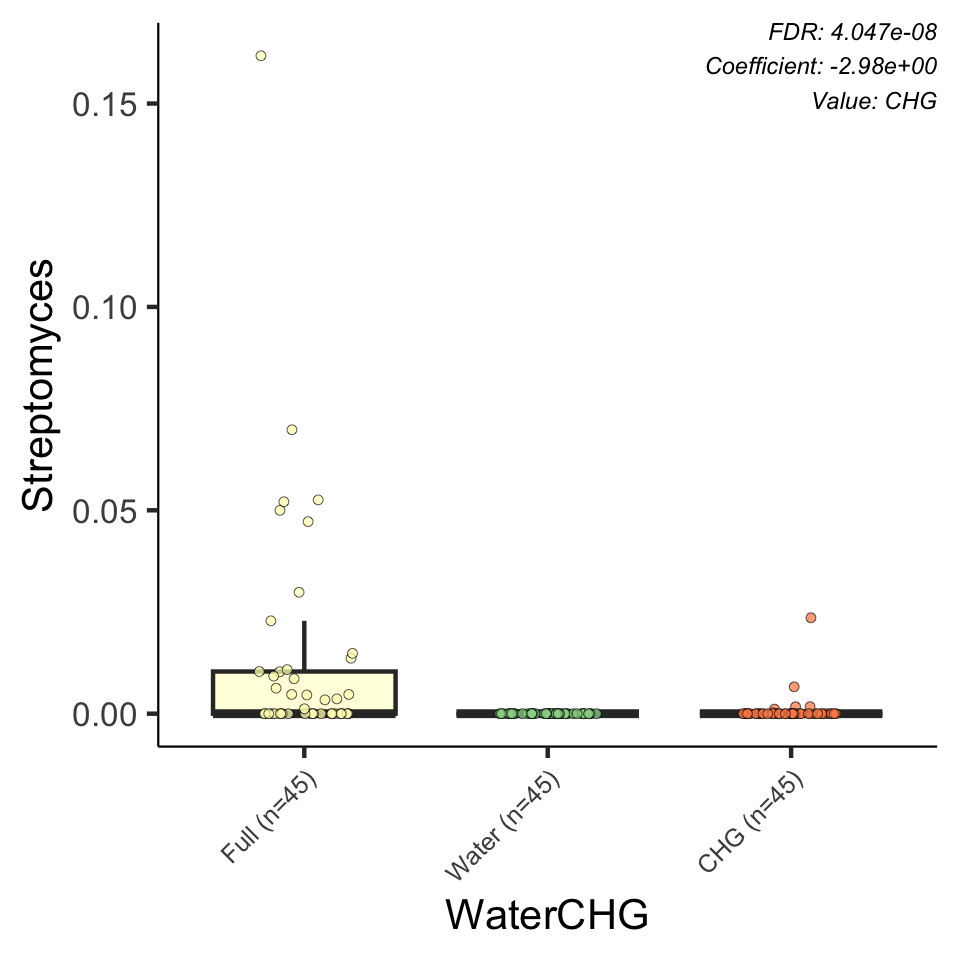 FDR: 4.047e-08
Coefficient: -2.98e+00
Value: CHG
Streptomyces
0.15
0.10
0.05
0.00
Full (n=45)
Water (n=45)
CHG (n=45)
WaterCHG